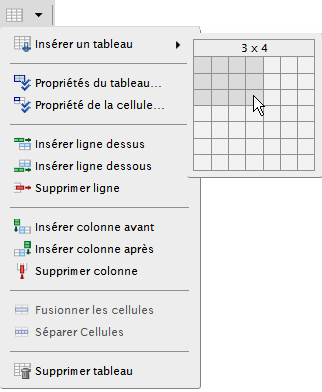 Insérer un tableau
3 x 4
Propriétés du tableau...
Propriété de la cellule...
Insérer ligne dessus
Insérer ligne dessous
Supprimer ligne
Insérer colonne avant
Insérer colonne après
Supprimer colonne
Fusionner les cellules
Séparer Cellules
Supprimer tableau